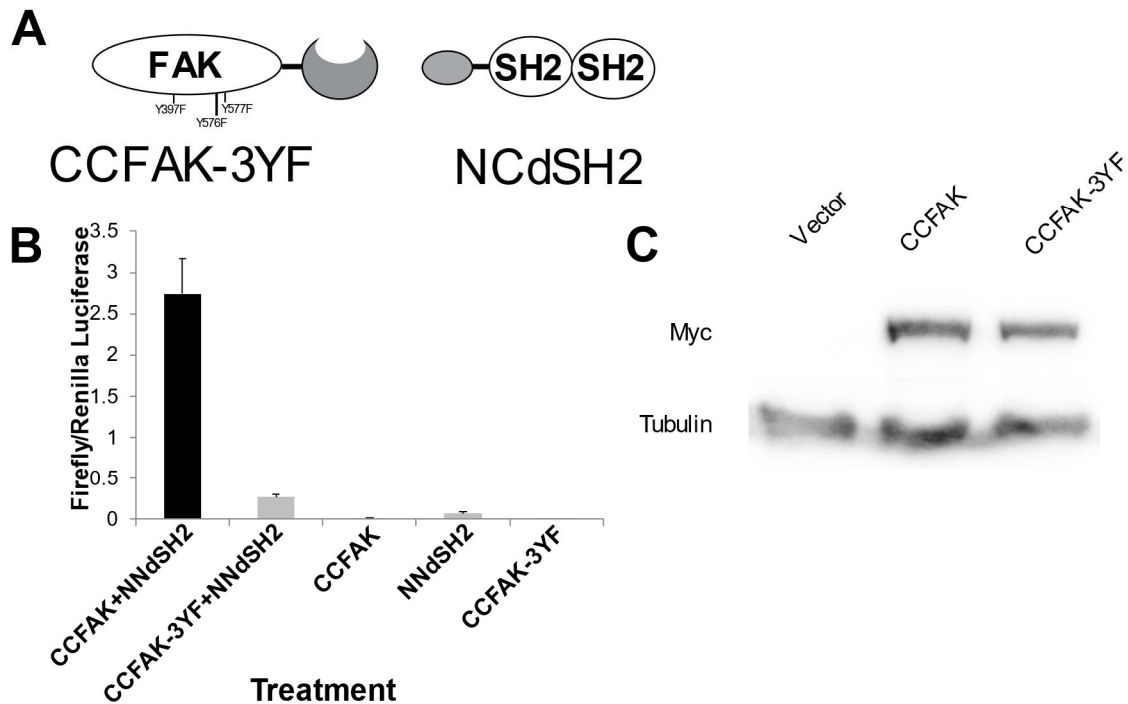 A
FAK
SH2 SH2
Y397F
Y577F
Y576F
CCFAK-3YF
NCdSH2
B
Firefly/Renilla Luciferase
3.5
3
2.5
2
1.5
1
0.5
0
CCFAK+NNdSH2
CCFAK-3YF+NNdSH2
CCFAK
NNdSH2
CCFAK-3YF
Treatment
C
Vector
CCFAK
CCFAK-3YF
Myc
Tubulin